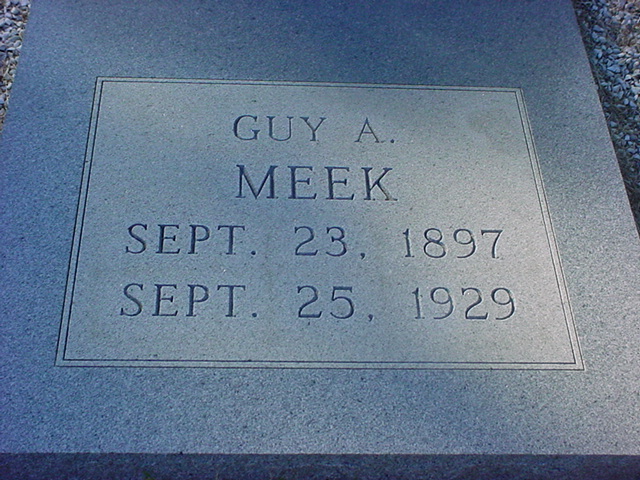 GUY A.
MEEK
SEPT. 23, 1897
SEPT. 25, 1929